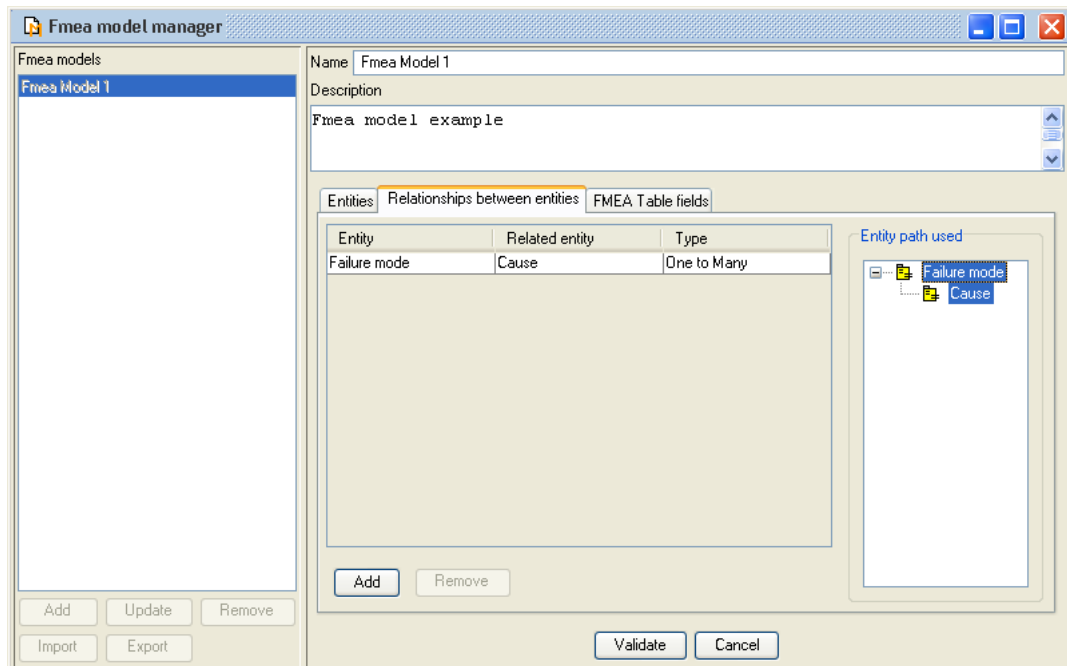 Fmea model manager
Fmea models
Fmea Model 1
Add Update Remove
Import Export
Name Fmea Model 1
Description
Fmea model example
Entities Relationships between entities FMEA Table fields
Entity Related entity Type
Failure mode Cause One to Many
Add Remove
Entity path used
Failure mode
Cause
Validate Cancel